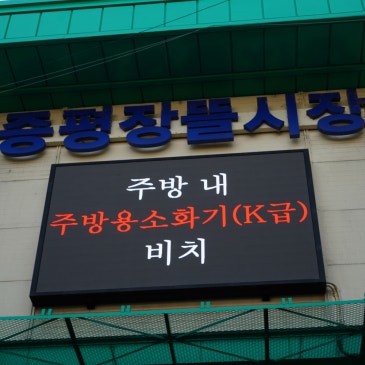 증평장뜰시장
주방 내
주방용소화기(K급)
비치